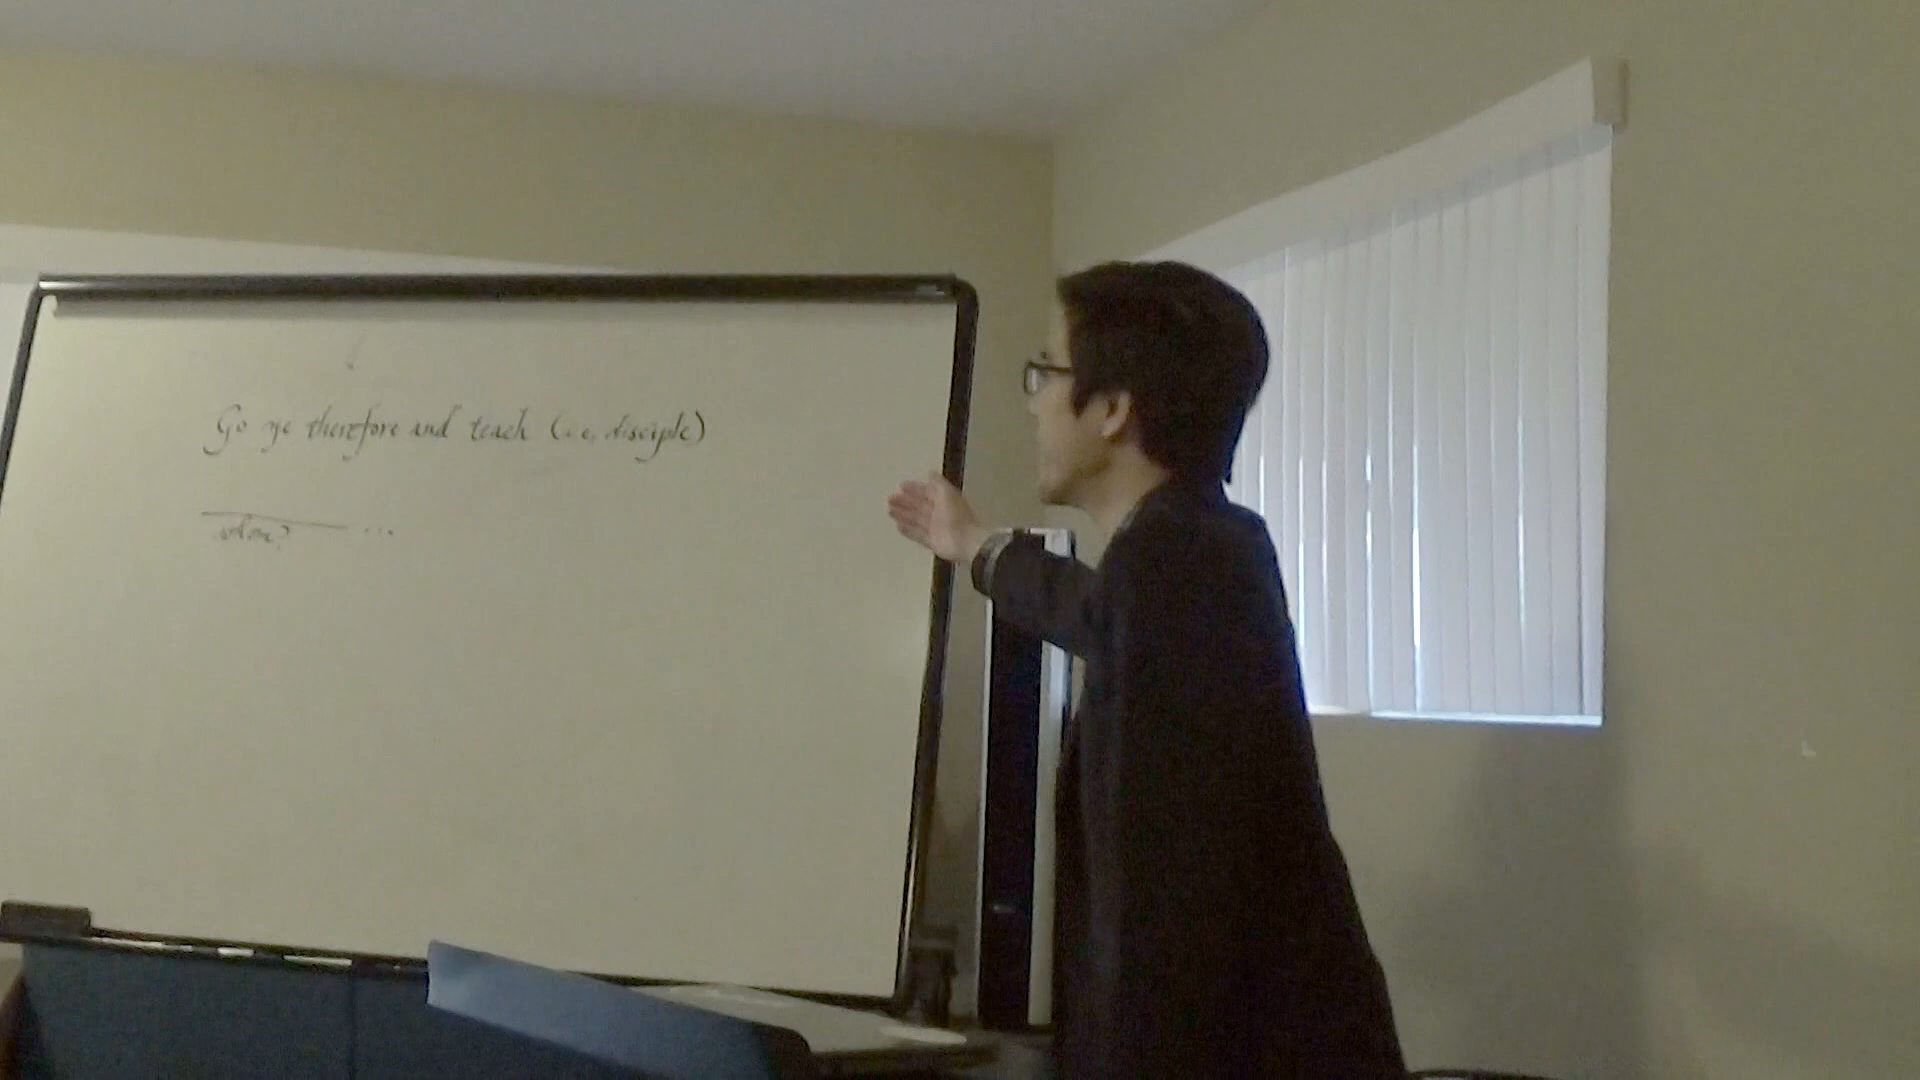 Go ye therefore and teach (i.e, disciple)
whom? ...